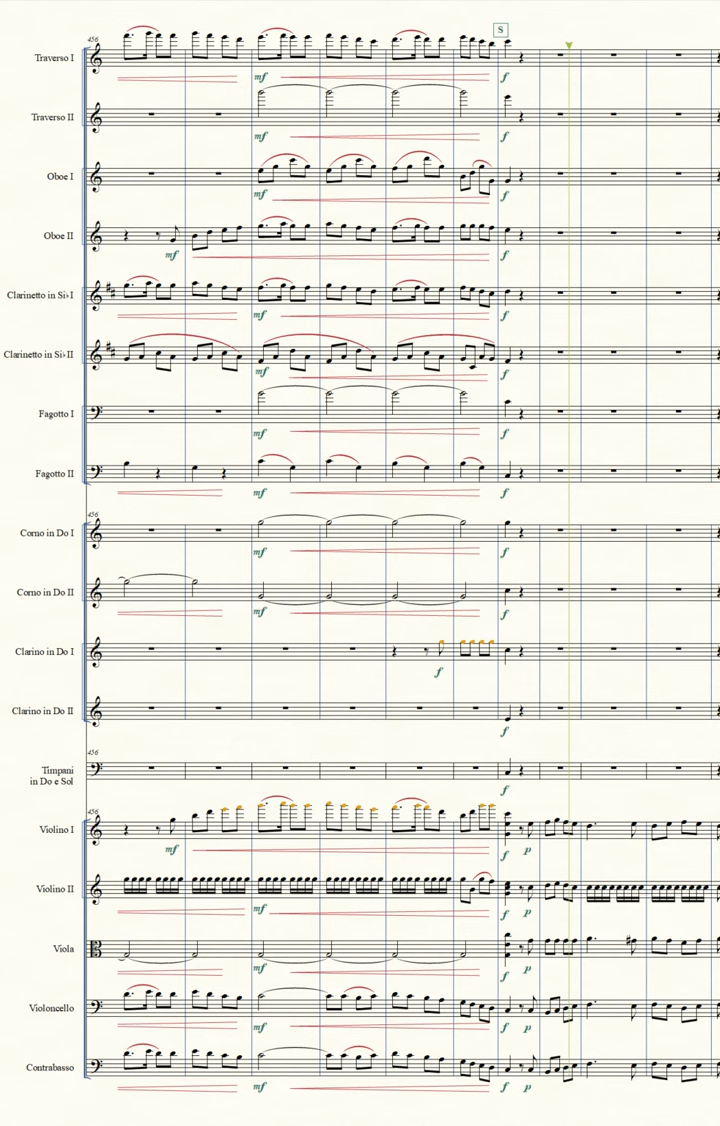 S
456
Traverso I
mf
f
Traverso II
mf
f
Oboe I
mf
f
Oboe II
mf
f
Clarinetto in Si♭ I
mf
f
Clarinetto in Si♭ II
mf
f
Fagotto I
mf
f
Fagotto II
mf
f
456
Corno in Do I
mf
f
Corno in Do II
mf
f
Clarino in Do I
f
Clarino in Do II
f
456
Timpani
in Do e Sol
f
456
Violino I
mf
f p
Violino II
mf
f p
Viola
mf
f p
Violoncello
mf
f p
Contrabasso
mf
f p